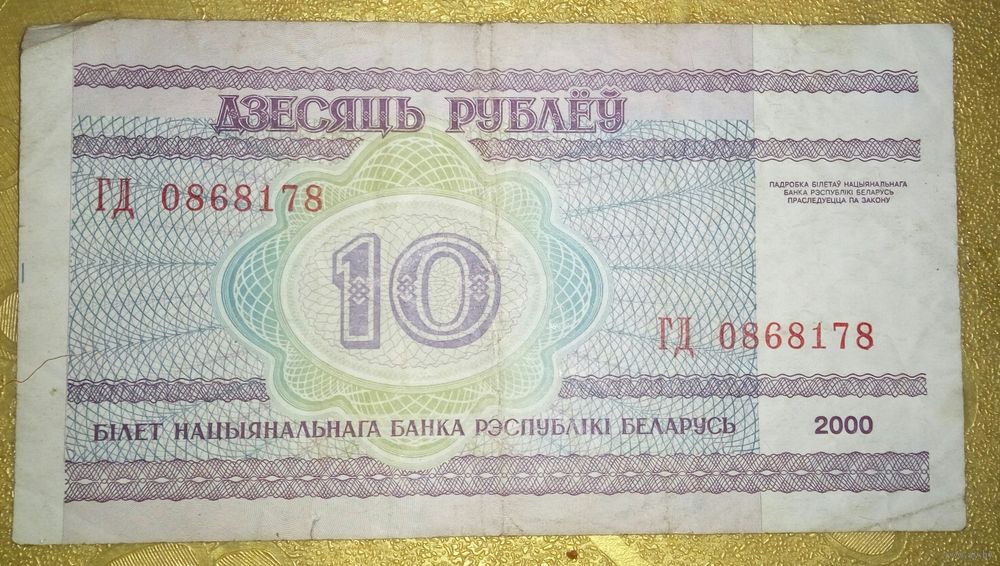 ДЗЕСЯЦЬ РУБЛЁЎ
ГД 0868178
ПАДРОБКА БІЛЕТАЎ НАЦЫЯНАЛЬНАГА
БАНКА РЭСПУБЛІКІ БЕЛАРУСЬ
ПРАСЛЕДУЕЦЦА ПА ЗАКОНУ
10
ГД 0868178
БІЛЕТ НАЦЫЯНАЛЬНАГА БАНКА РЭСПУБЛІКІ БЕЛАРУСЬ 2000